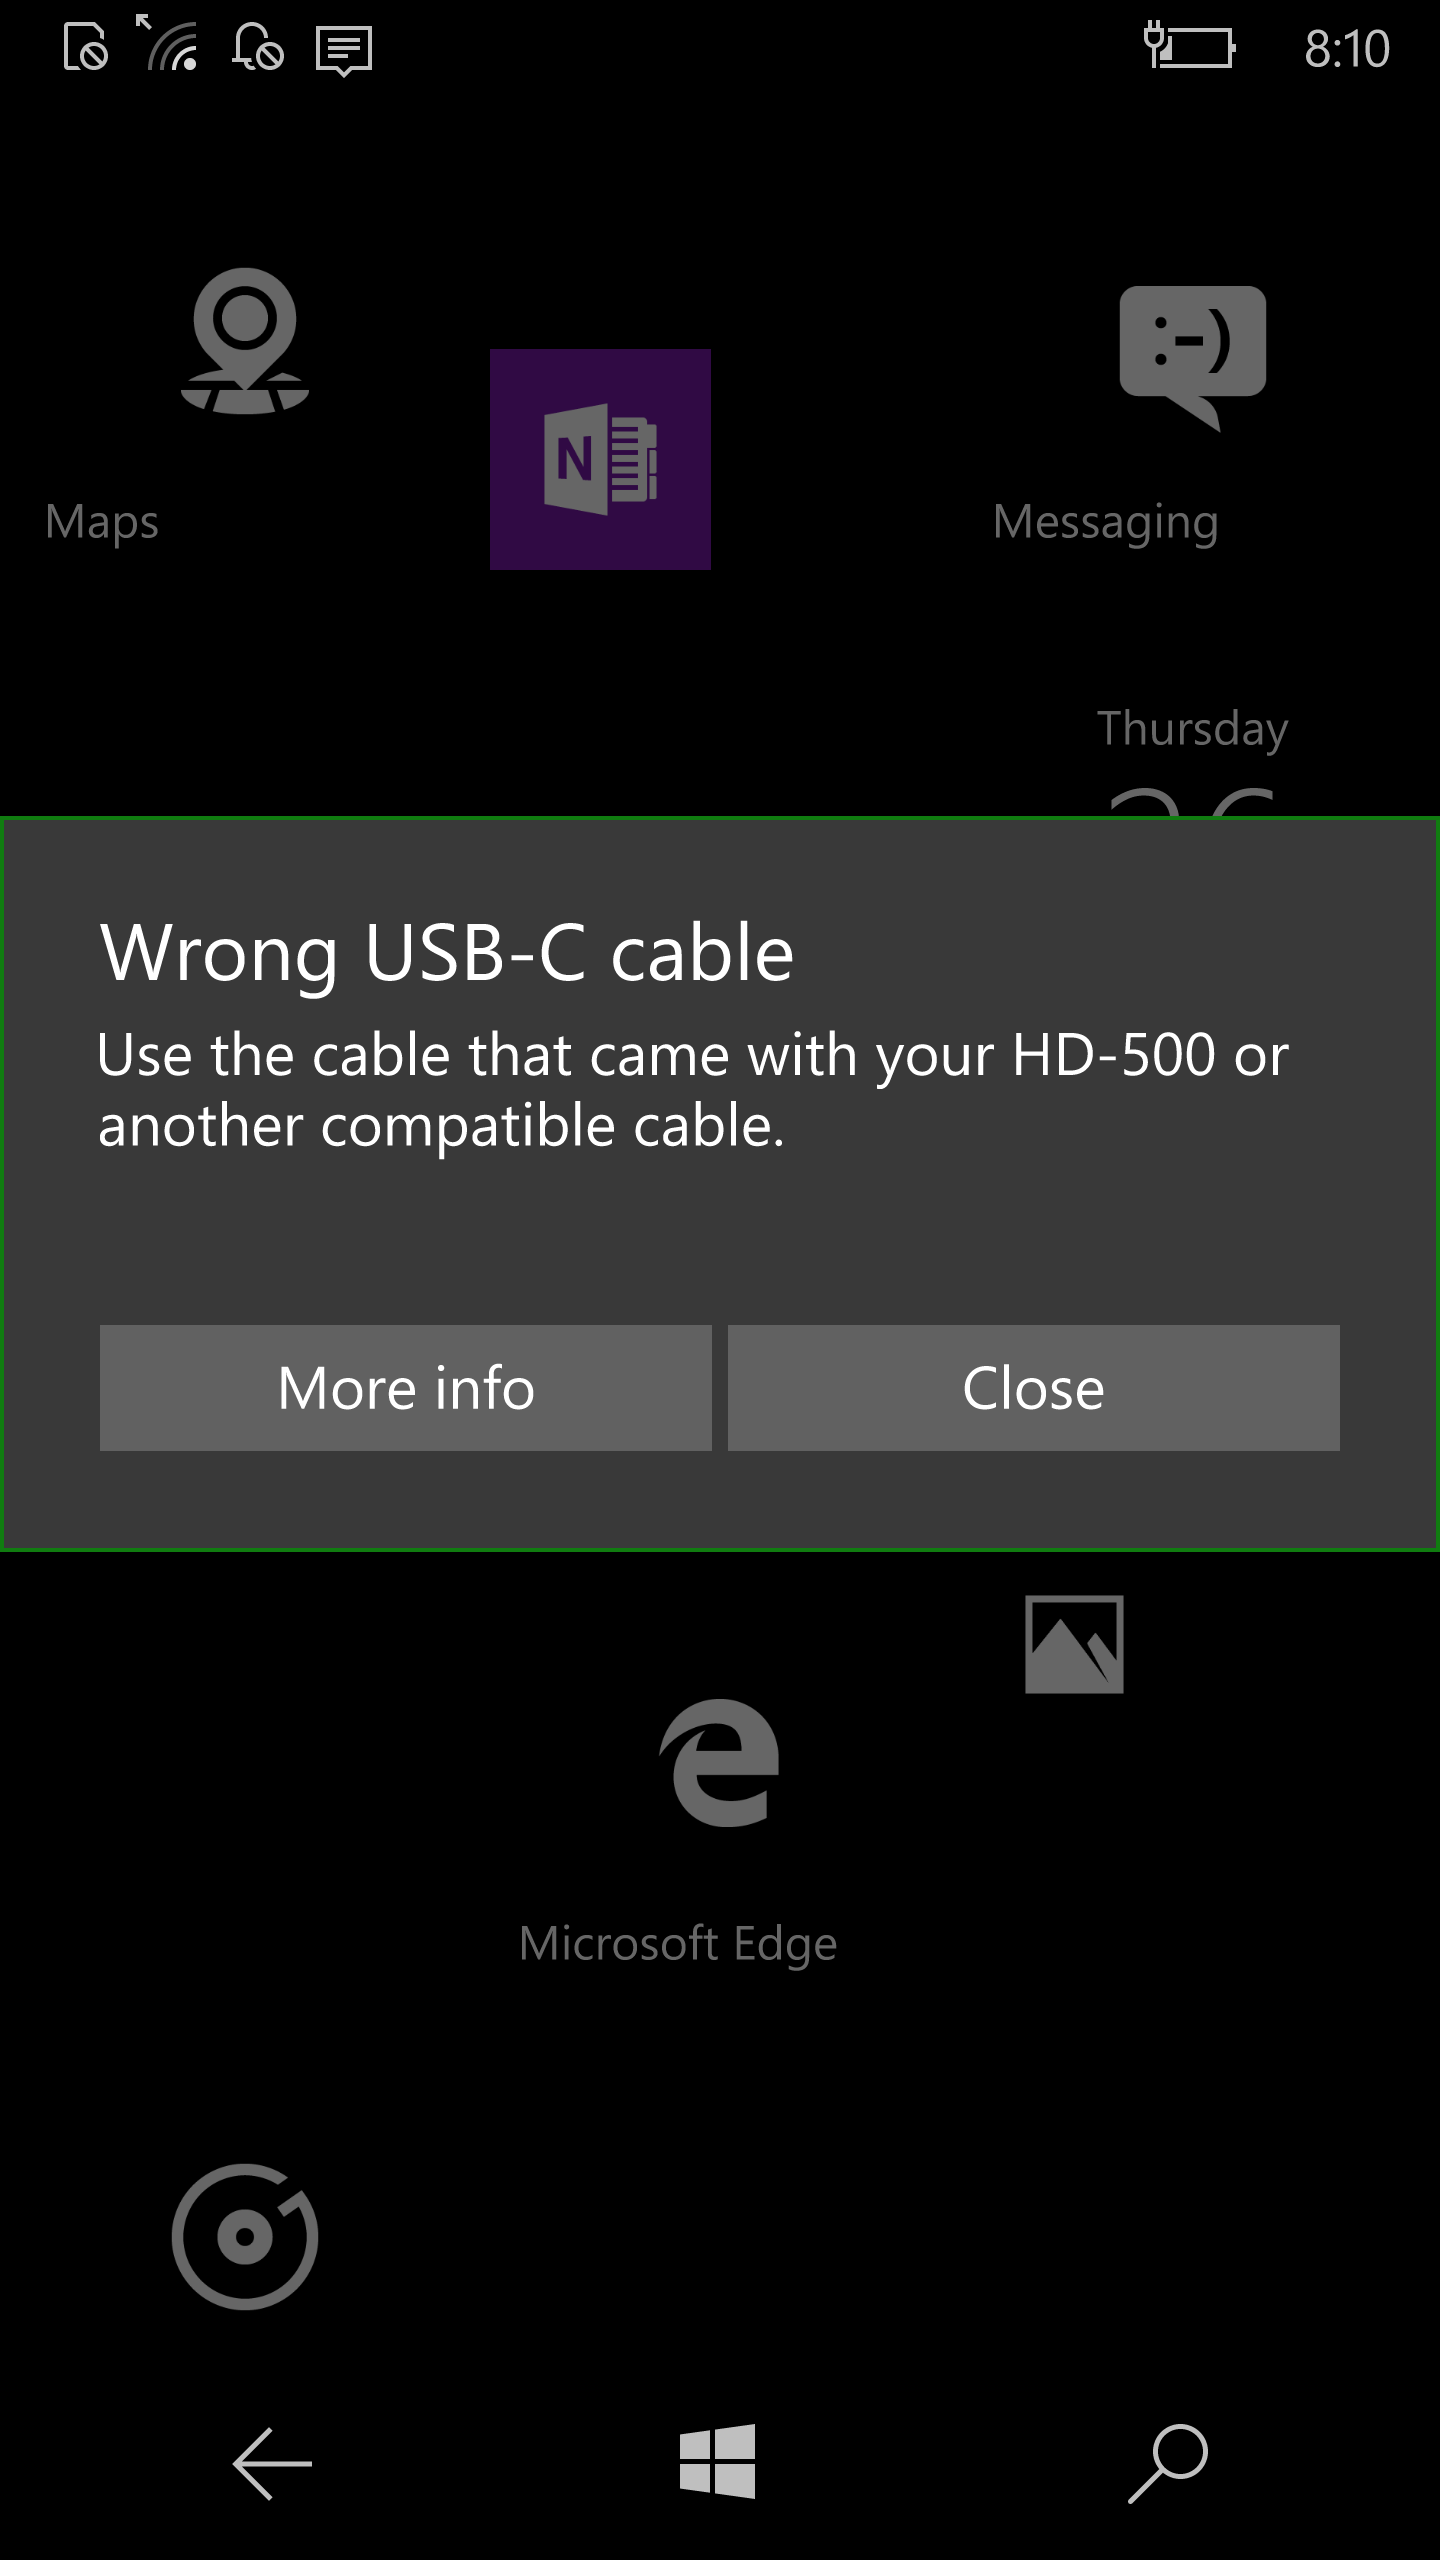 8:10
:-)
N
Maps
Messaging
Thursday
26
Wrong USB-C cable
Use the cable that came with your HD-500 or
another compatible cable.
More info
Close
Microsoft Edge